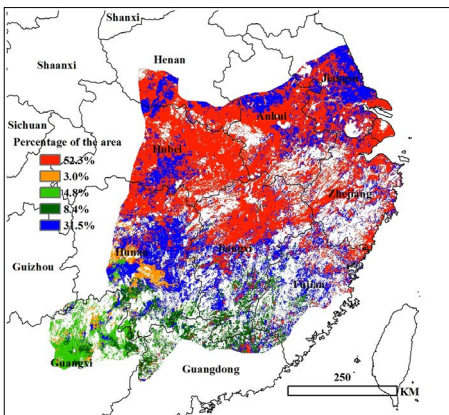 Shanxi
Henan
Shaanxi
Jiangsu
Anhui
Sichuan
Percentage of the area
52.3%
Hubei
3.0%
4.8%
Zhejiang
8.4%
31.5%
Hunan
Jiangxi
Guizhou
Fujian
Guangxi
Guangdong
250
KM